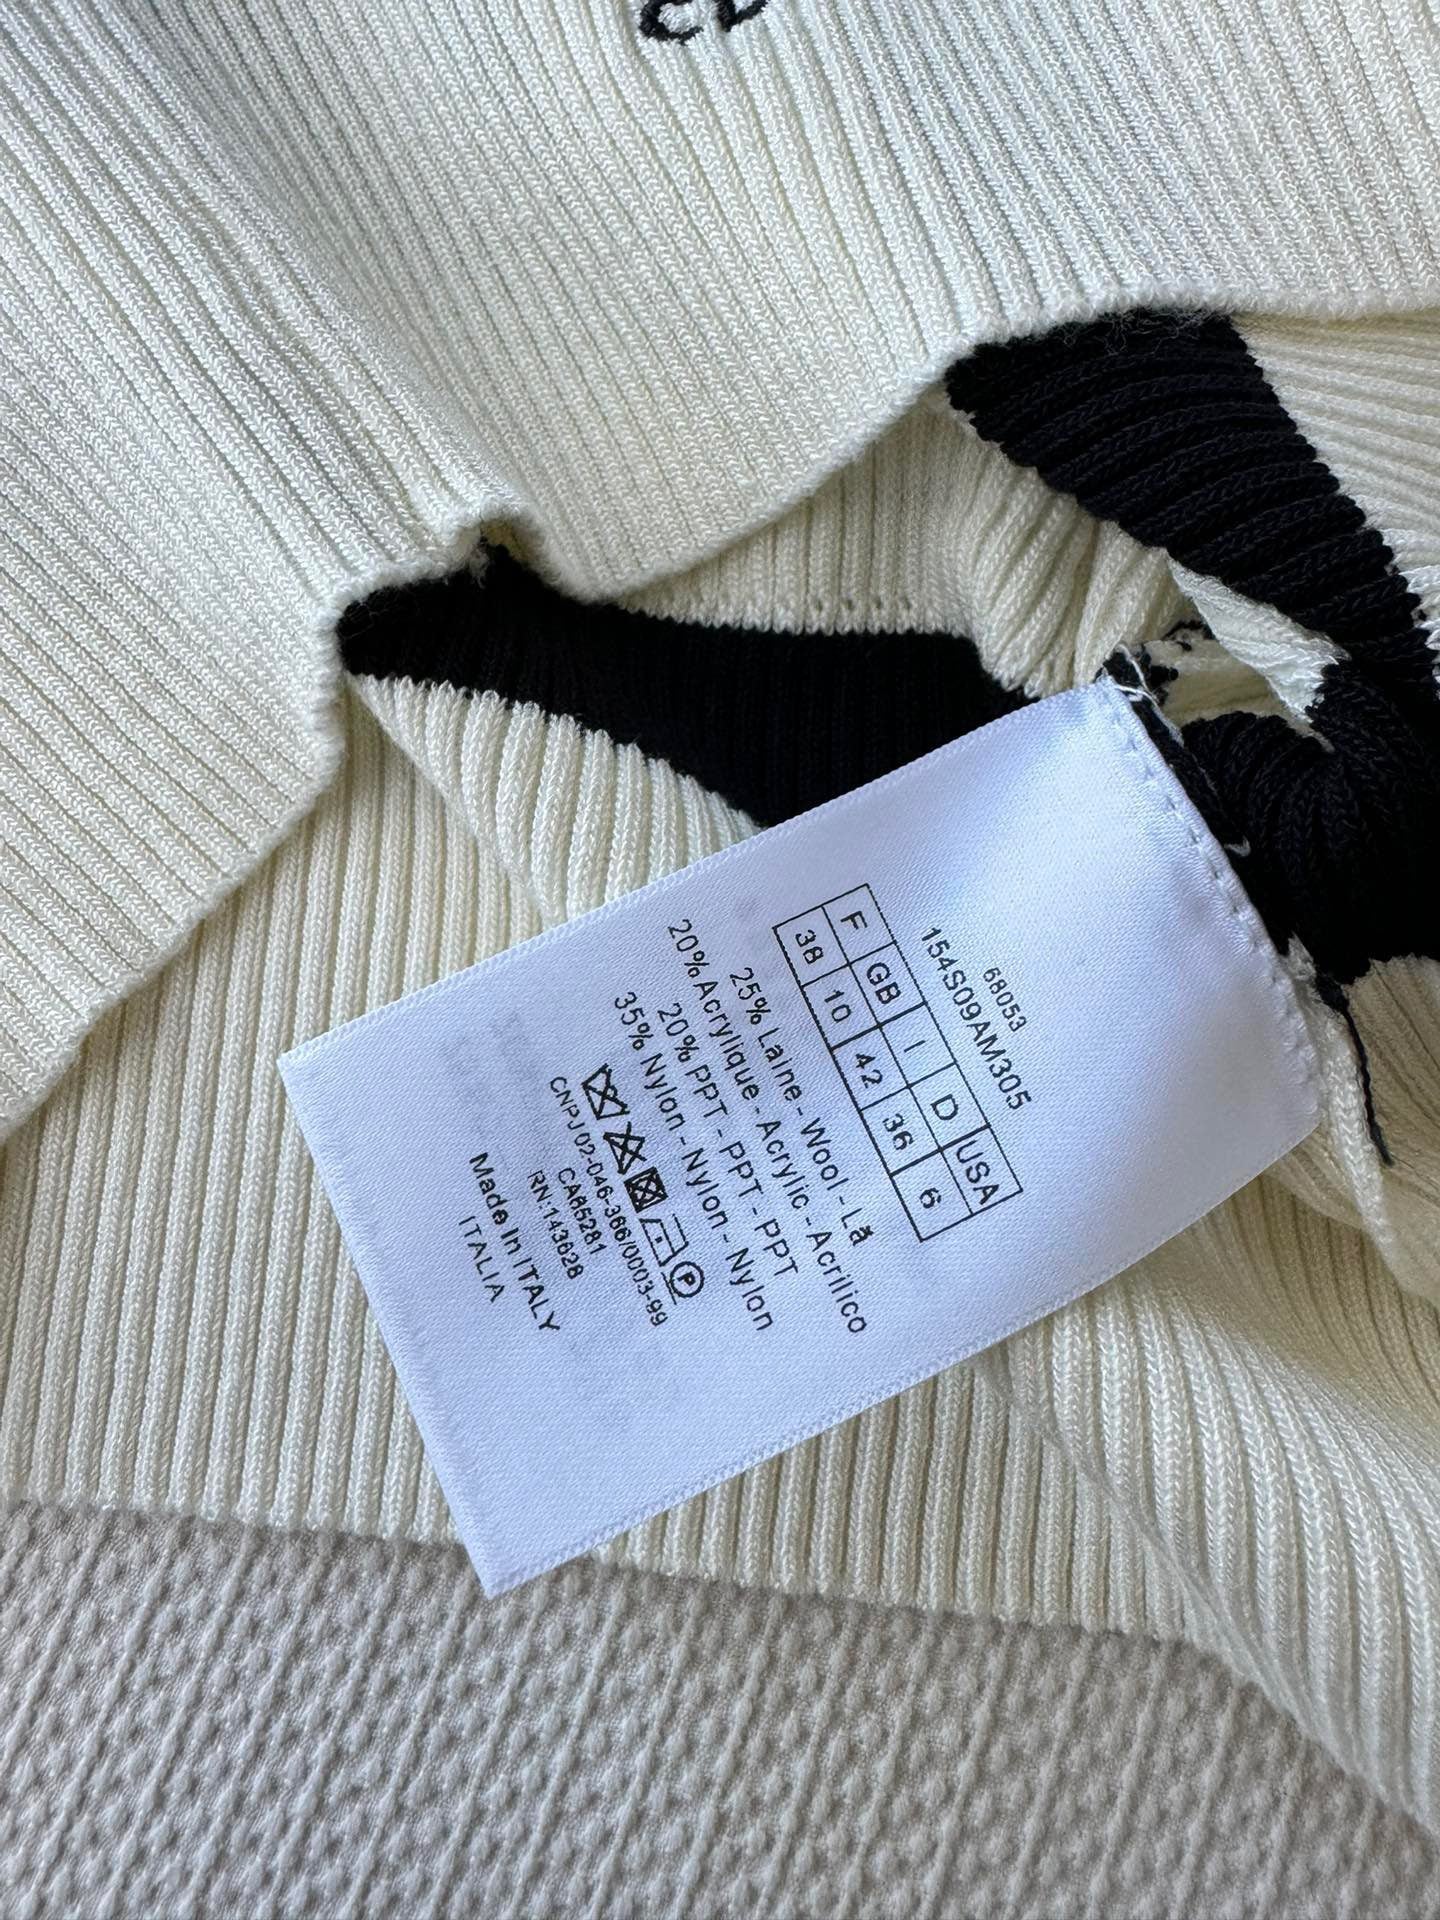 CD
68053
154S09AM305
F GB I D USA
38 10 42 36 6
25% Laine - Wool - Lã
20% Acrylique - Acrylic - Acrilico
20% PPT - PPT - PPT
35% Nylon - Nylon - Nylon
P
CNPJ 02-046-366/0003-99
CA65281
RN:143628
Made In ITALY
ITALIA